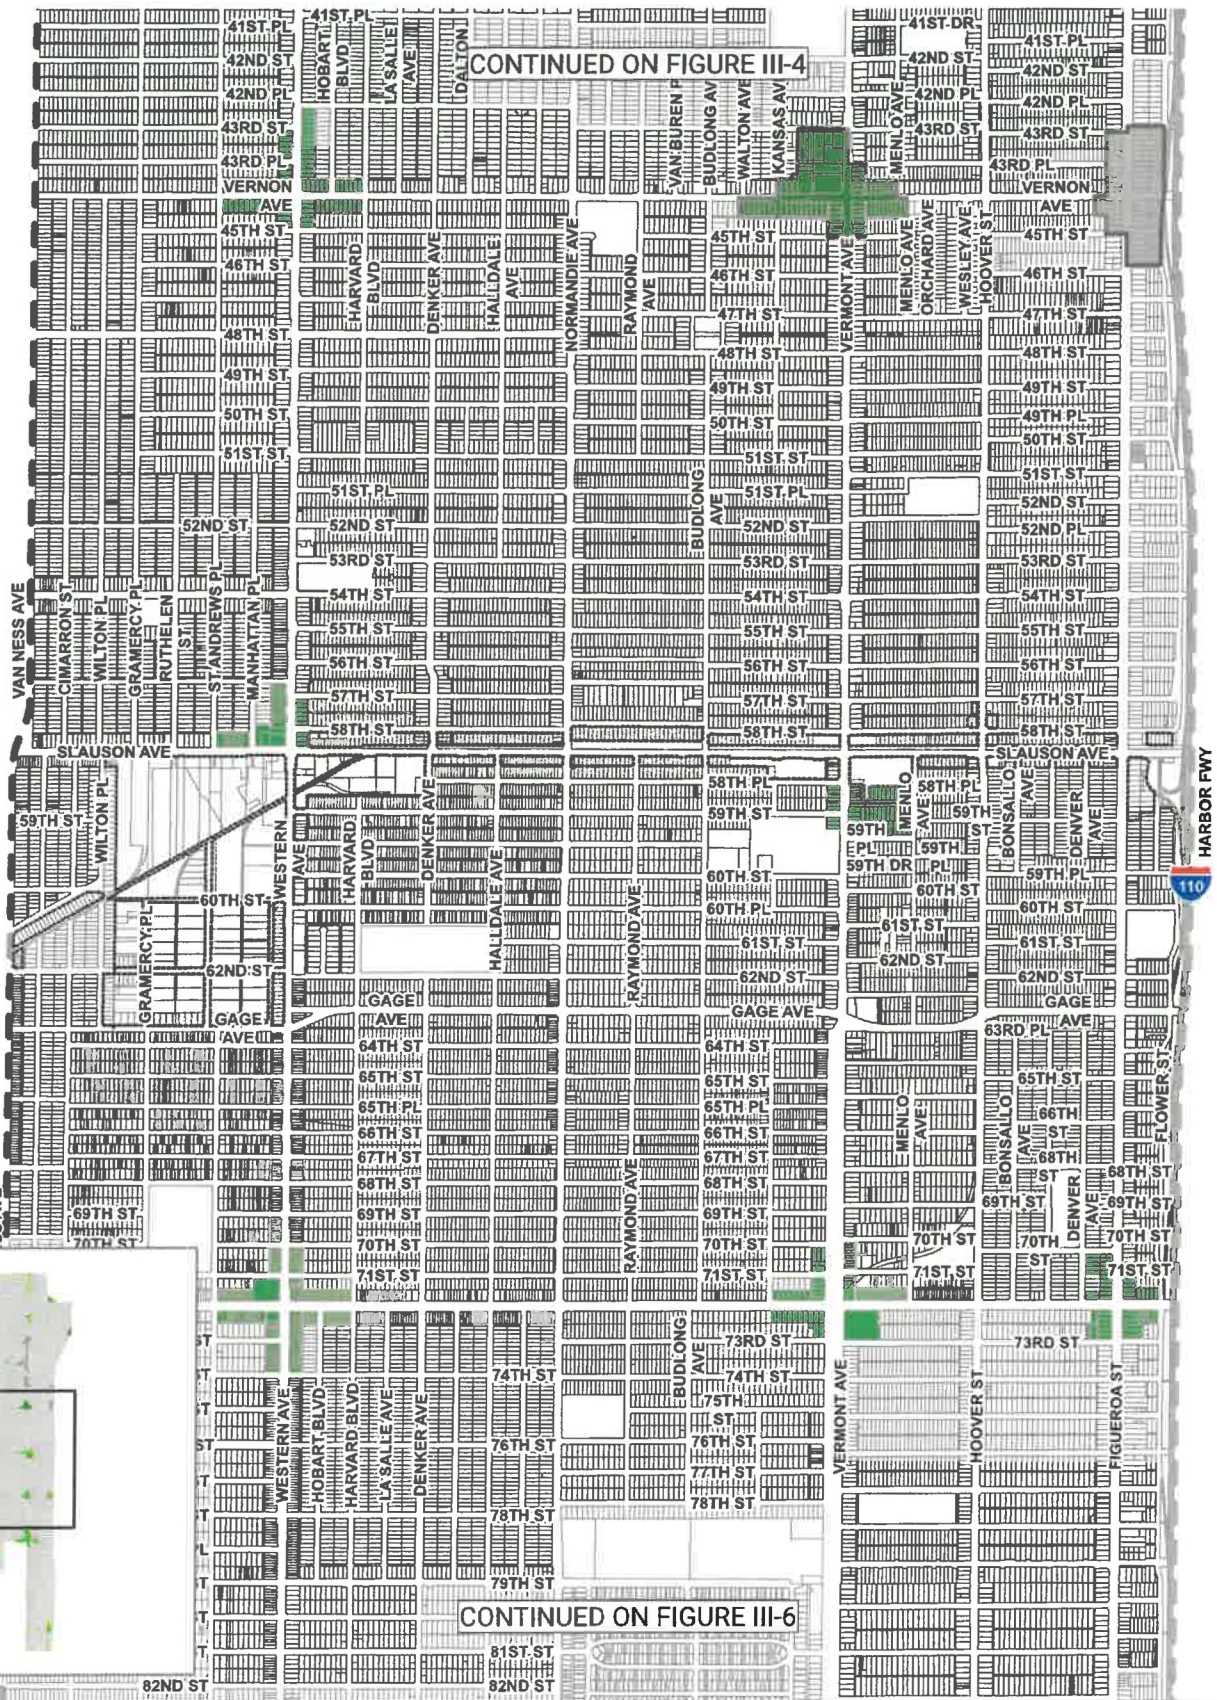 41ST PL
41ST PL
41ST DR
42ND ST
HOBART
BLVD
LA SALLE
AVE
DALTON
CONTINUED ON FIGURE III-4
42ND ST
41ST PL
42ND ST
42ND PL
VAN BUREN P
BUDLONG AV
WALTON AVE
KANSAS AV
MENLO AVE
42ND PL
42ND PL
43RD ST
43RD ST
43RD ST
43RD PL
43RD PL
VERNON
AVE
VERNON
AVE
45TH ST
45TH ST
45TH ST
46TH ST
HARVARD
BLVD
DENKER AVE
HALLDALE
AVE
NORMANDIE AVE
RAYMOND
AVE
46TH ST
VERMONT AVE
MENLO AVE
ORCHARD AVE
WESLEY AVE
HOOVER ST
46TH ST
47TH ST
47TH ST
48TH ST
48TH ST
48TH ST
49TH ST
49TH ST
49TH ST
49TH PL
50TH ST
50TH ST
50TH ST
51ST ST
51ST ST
51ST ST
51ST PL
BUDLONG
AVE
51ST PL
52ND ST
52ND ST
52ND ST
52ND ST
52ND PL
53RD ST
53RD ST
53RD ST
54TH ST
54TH ST
54TH ST
VAN NESS AVE
CIMARRON ST
WILTON PL
GRAMERCY PL
RUTHELEN
ST
ST ANDREWS PL
MANHATTAN PL
55TH ST
55TH ST
55TH ST
56TH ST
56TH ST
56TH ST
57TH ST
57TH ST
57TH ST
58TH ST
58TH ST
58TH ST
SLAUSON AVE
SLAUSON AVE
HARBOR FWY
110
59TH ST
WILTON PL
WESTERN
AVE
HARVARD
BLVD
DENKER AVE
58TH PL
59TH ST
MENLO
AVE
58TH PL
59TH
ST
BONSALLO
AVE
DENVER
AVE
59TH
PL
59TH
PL
59TH DR
59TH PL
60TH ST
60TH ST
60TH ST
60TH ST
GRAMERCY PL
HALLDALE AVE
RAYMOND AVE
60TH PL
61ST ST
61ST ST
61ST ST
62ND ST
62ND ST
62ND ST
62ND ST
GAGE
AVE
GAGE
AVE
GAGE AVE
GAGE
AVE
63RD PL
64TH ST
64TH ST
65TH ST
65TH ST
65TH ST
65TH PL
65TH PL
MENLO
AVE
BONSALLO
AVE
FLOWER ST
66TH ST
66TH ST
66TH
ST
67TH ST
67TH ST
68TH
ST
68TH ST
68TH ST
68TH ST
69TH ST
69TH ST
RAYMOND AVE
69TH ST
69TH ST
DENVER
AVE
69TH ST
70TH ST
70TH ST
70TH ST
70TH ST
70TH
ST
70TH ST
71ST ST
71ST ST
71ST ST
71ST ST
BUDLONG
AVE
73RD ST
73RD ST
74TH ST
74TH ST
WESTERN AVE
HOBART BLVD
HARVARD BLVD
LA SALLE AVE
DENKER AVE
75TH
ST
VERMONT AVE
HOOVER ST
FIGUEROA ST
76TH ST
76TH ST
77TH ST
78TH ST
78TH ST
79TH ST
CONTINUED ON FIGURE III-6
81ST ST
82ND ST
82ND ST